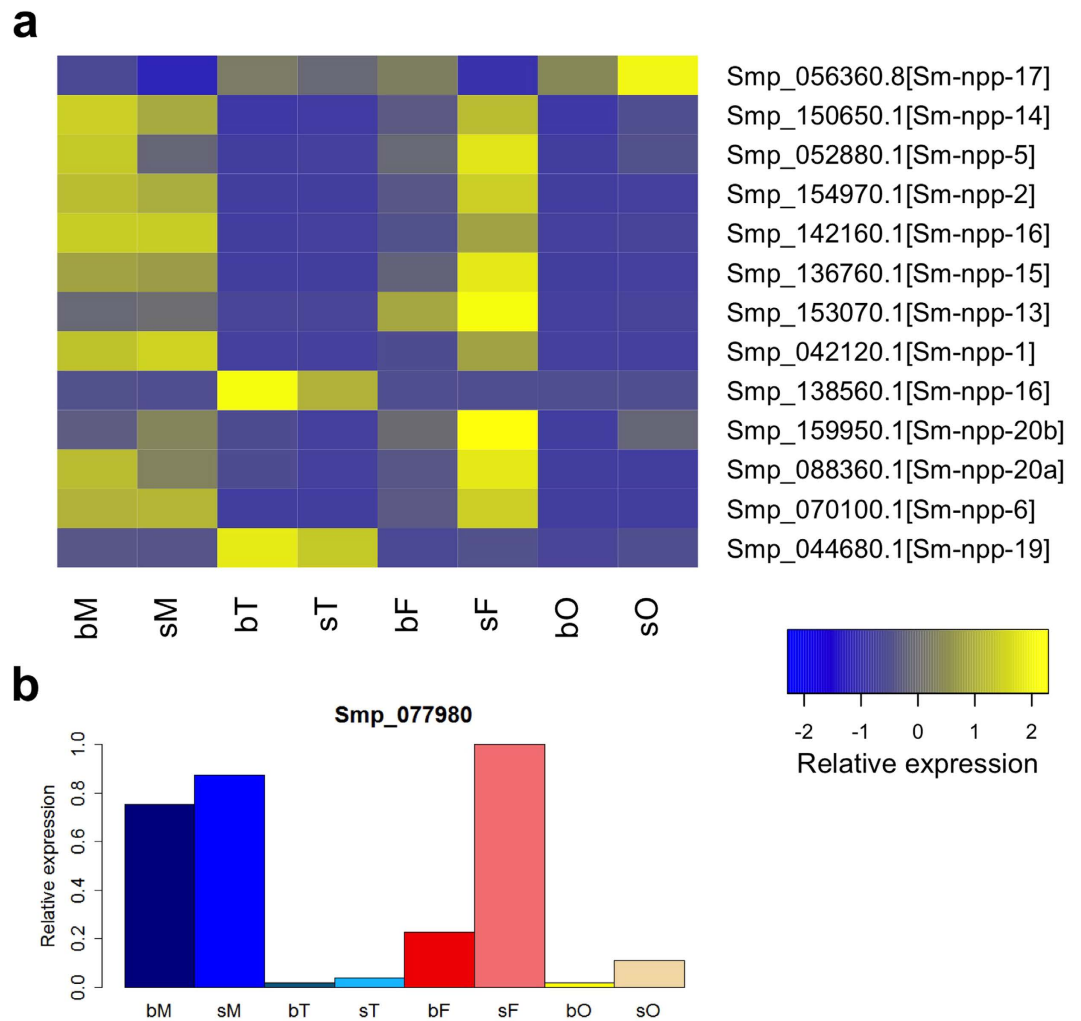 a
Smp_056360.8[Sm-npp-17]
Smp_150650.1[Sm-npp-14]
Smp_052880.1[Sm-npp-5]
Smp_154970.1[Sm-npp-2]
Smp_142160.1[Sm-npp-16]
Smp_136760.1[Sm-npp-15]
Smp_153070.1[Sm-npp-13]
Smp_042120.1[Sm-npp-1]
Smp_138560.1[Sm-npp-16]
Smp_159950.1[Sm-npp-20b]
Smp_088360.1[Sm-npp-20a]
Smp_070100.1[Sm-npp-6]
Smp_044680.1[Sm-npp-19]
bM sM bT sT bF sF bO sO
-2 -1 0 1 2
Relative expression
b
Smp_077980
Relative expression
1.0
0.8
0.6
0.4
0.2
0.0
bM sM bT sT bF sF bO sO